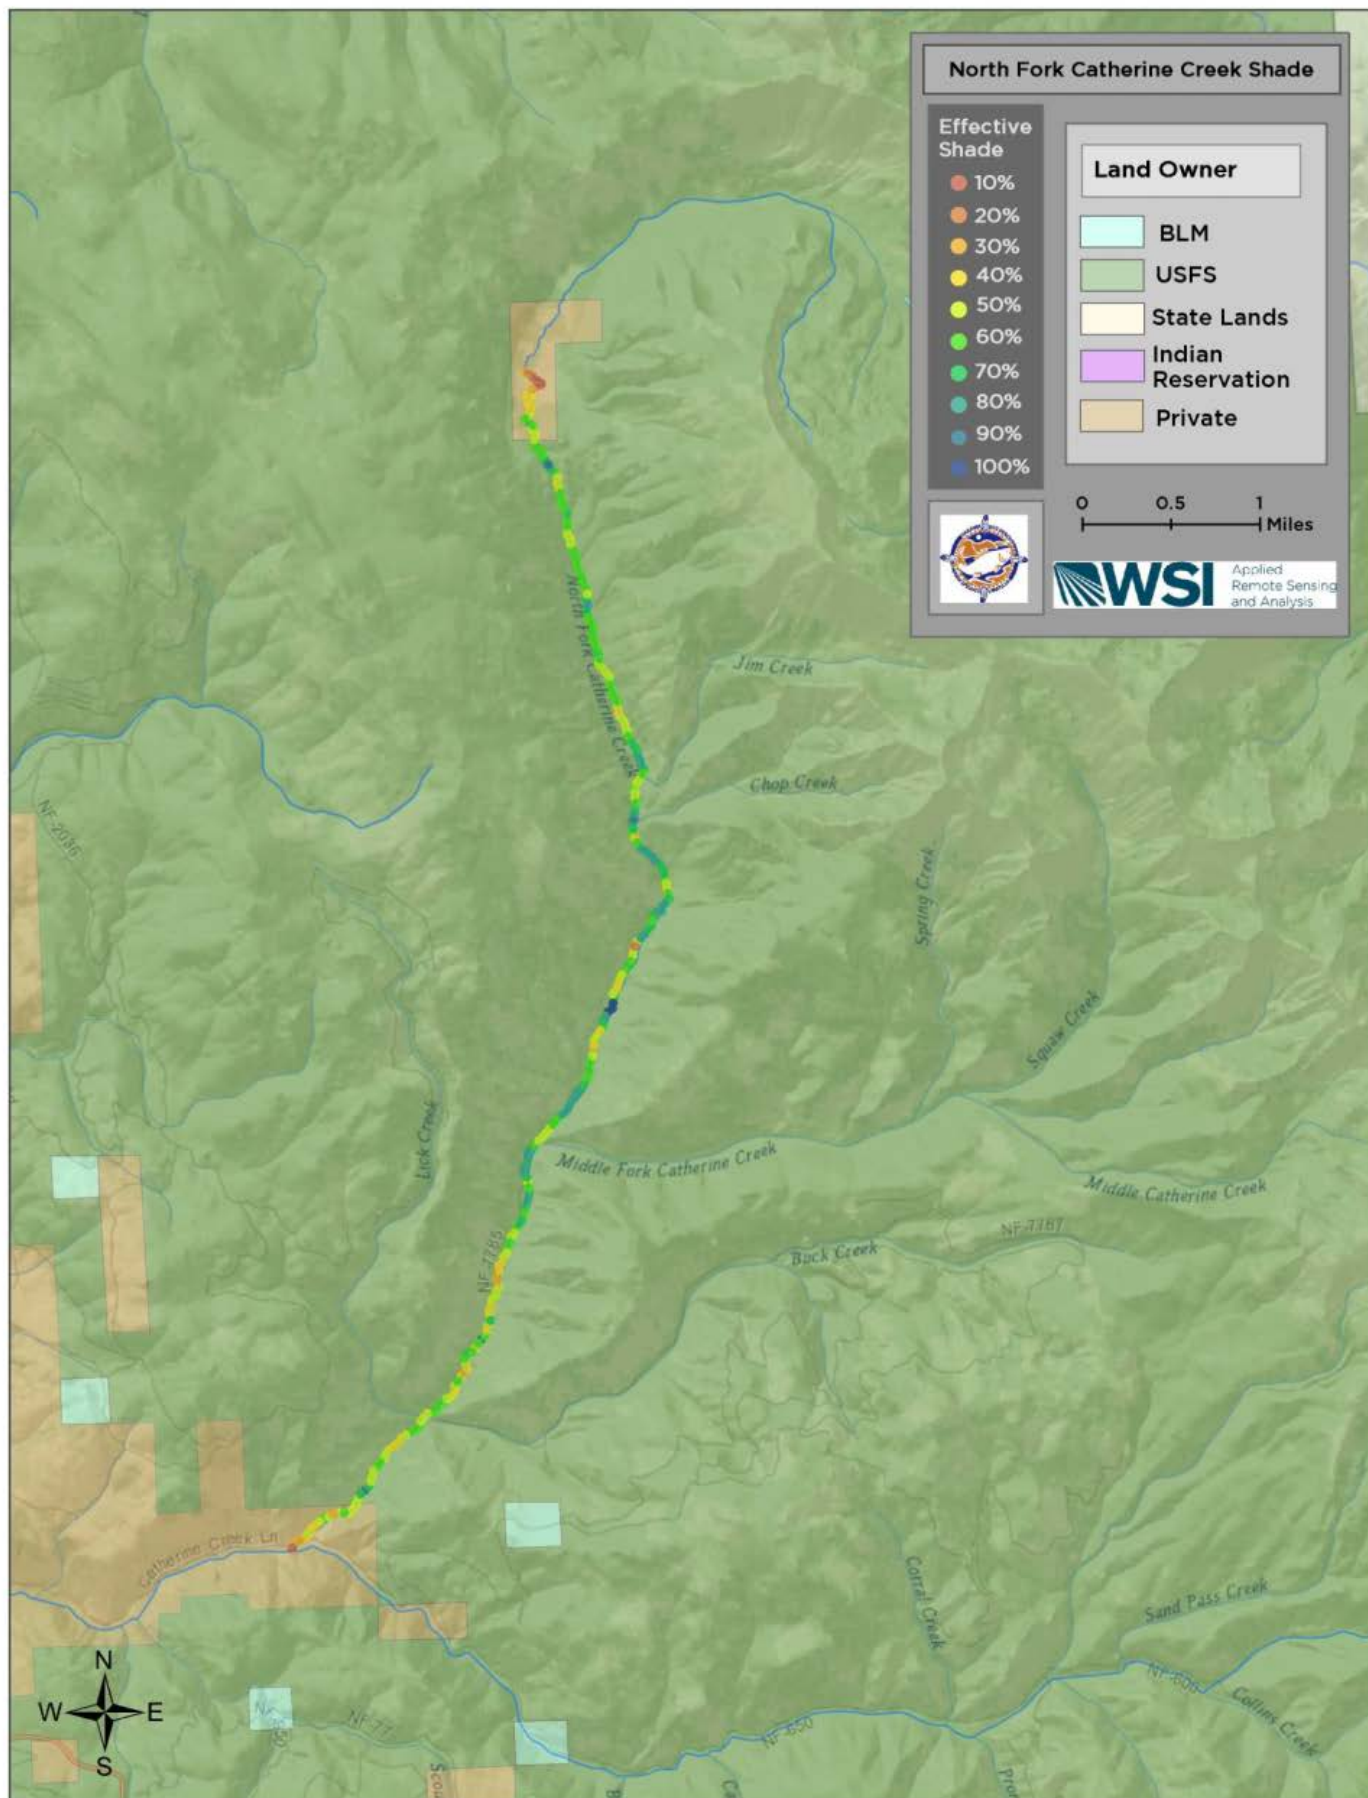 North Fork Catherine Creek Shade
Effective
Shade
10%
20%
30%
40%
50%
60%
70%
80%
90%
100%
Land Owner
BLM
USFS
State Lands
Indian
Reservation
Private
0 0.5 1
Miles
WSI
Applied
Remote Sensing
and Analysis
North Fork Catherine Creek
Jim Creek
Chop Creek
NF-2036
Spring Creek
Squaw Creek
Lick Creek
Middle Fork Catherine Creek
Middle Catherine Creek
NF-7785
Buck Creek
NF-7787
Catherine Creek Ln
Corral Creek
Sand Pass Creek
NF-600
Collins Creek
NF-650
NF-77
N
W E
S